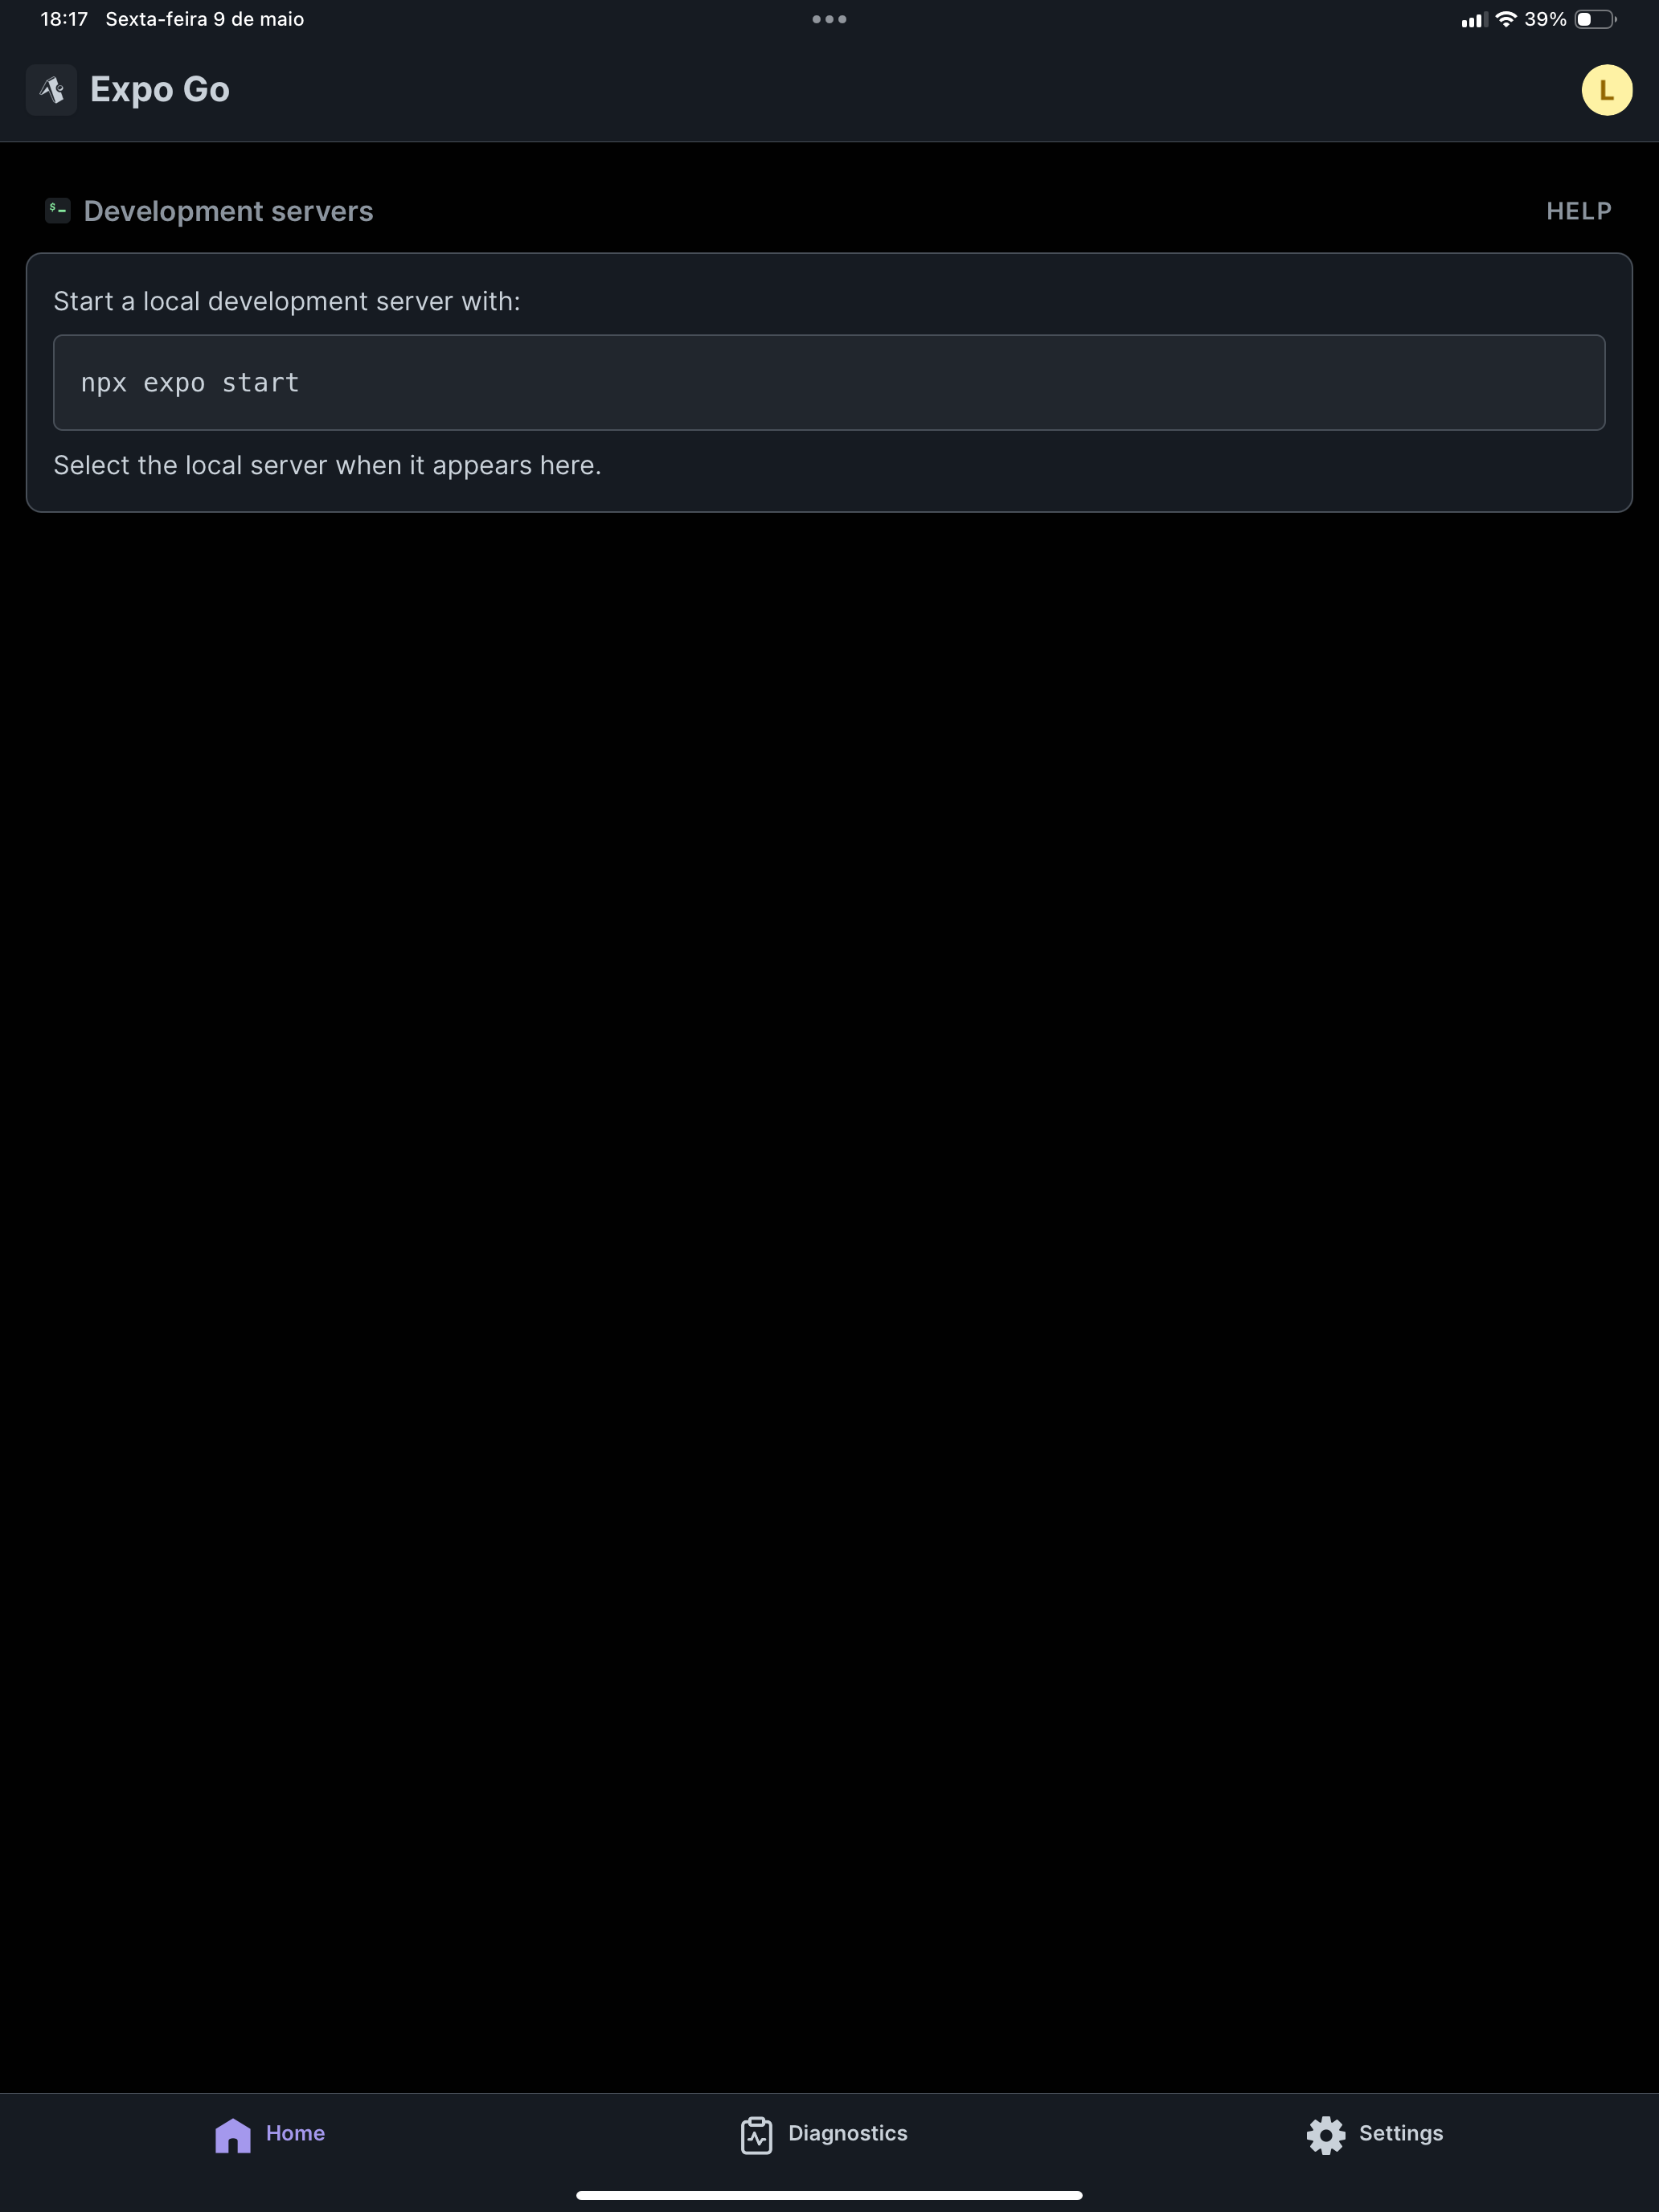 18:17 Sexta-feira 9 de maio
39%
Expo Go
L
$ Development servers
HELP
Start a local development server with:
npx expo start
Select the local server when it appears here.
Home
Diagnostics
Settings